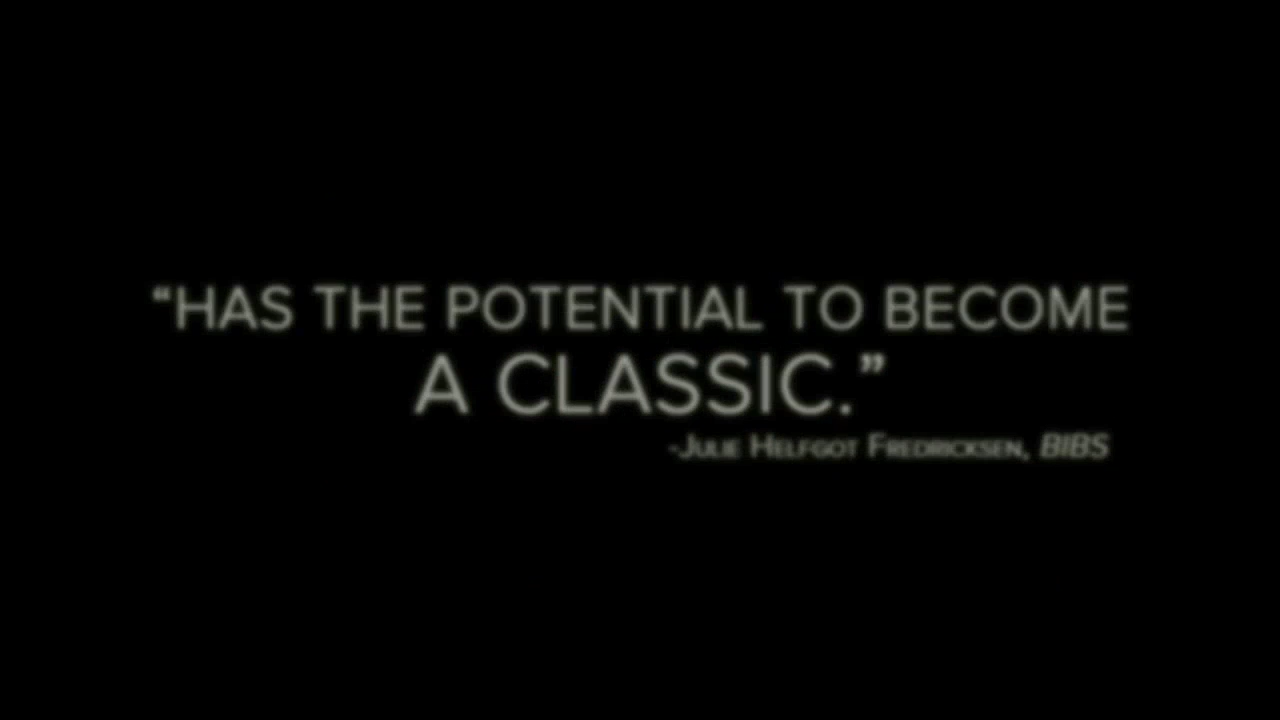 “HAS THE POTENTIAL TO BECOME
A CLASSIC.”
-JULIE HELFGOT FREDRICKSEN, BIBS